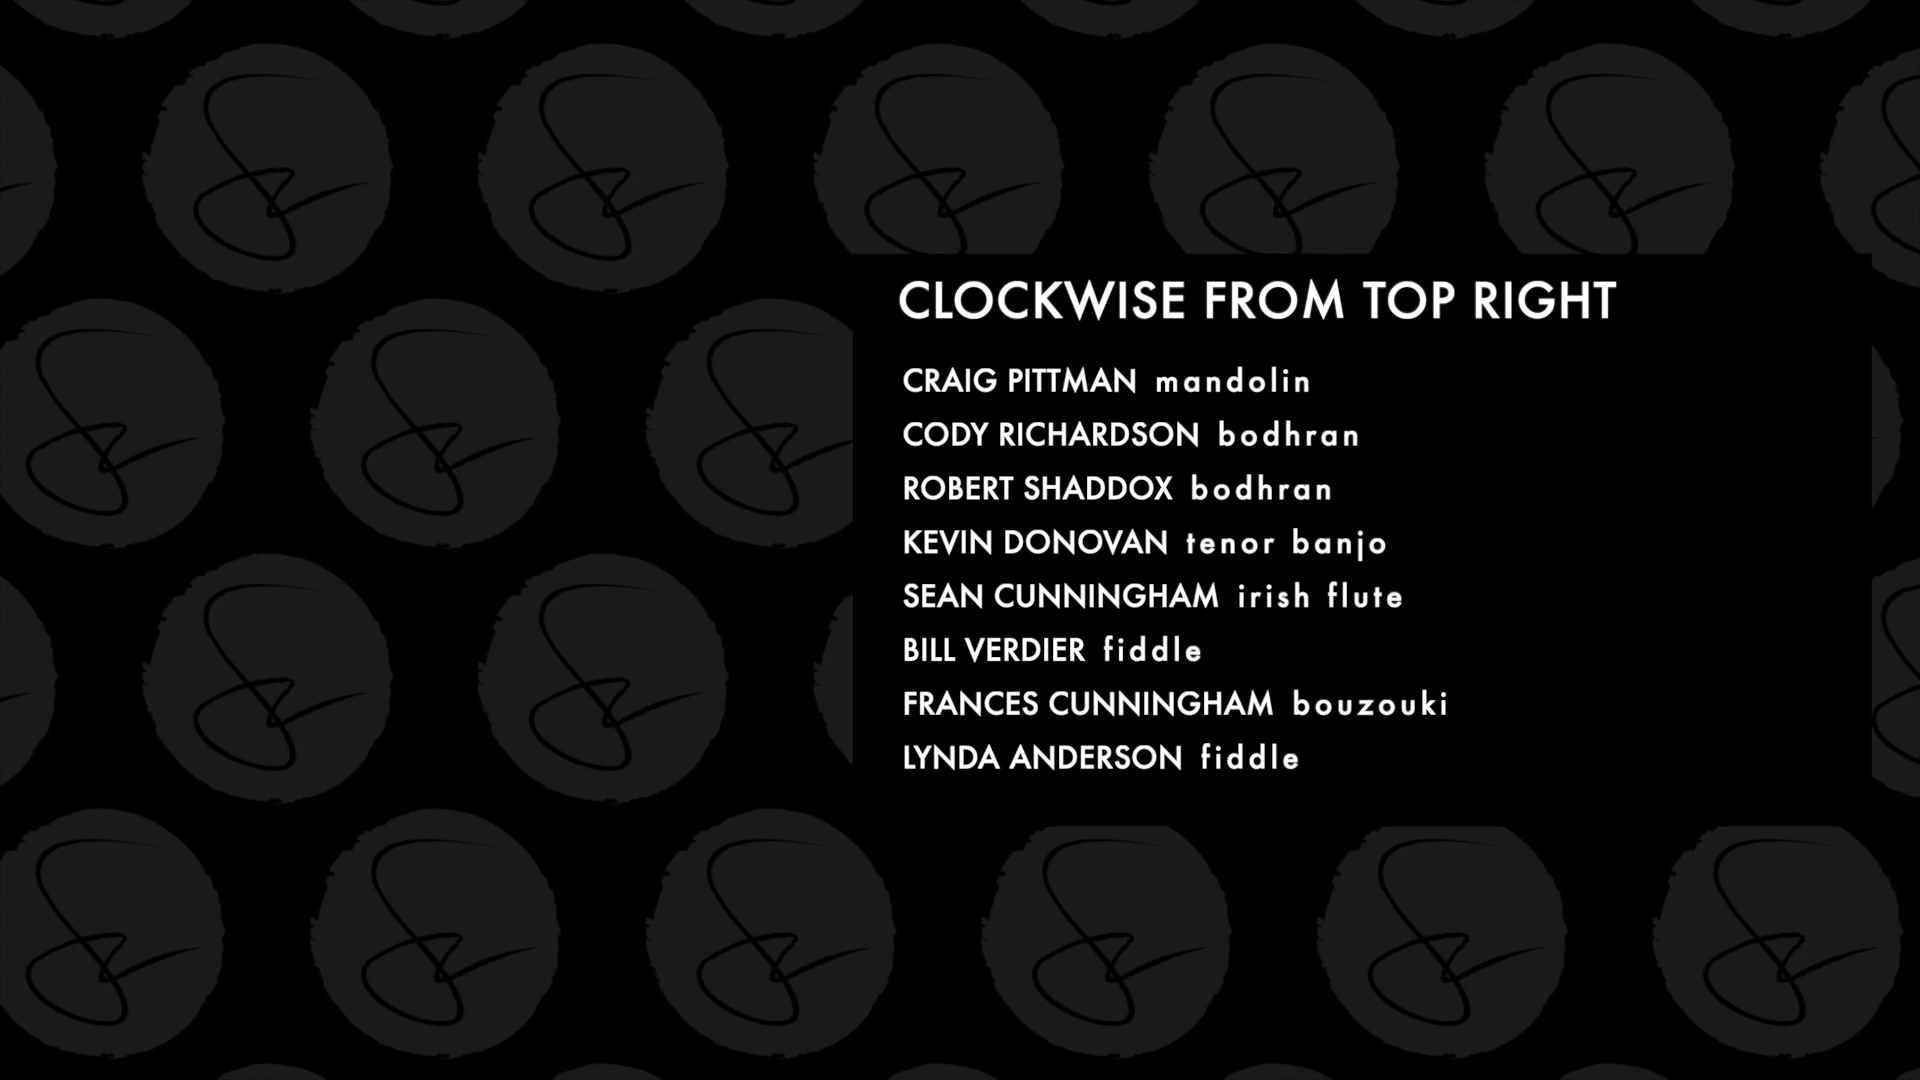 CLOCKWISE FROM TOP RIGHT
CRAIG PITTMAN mandolin
CODY RICHARDSON bodhran
ROBERT SHADDOX bodhran
KEVIN DONOVAN tenor banjo
SEAN CUNNINGHAM irish flute
BILL VERDIER fiddle
FRANCES CUNNINGHAM bouzouki
LYNDA ANDERSON fiddle